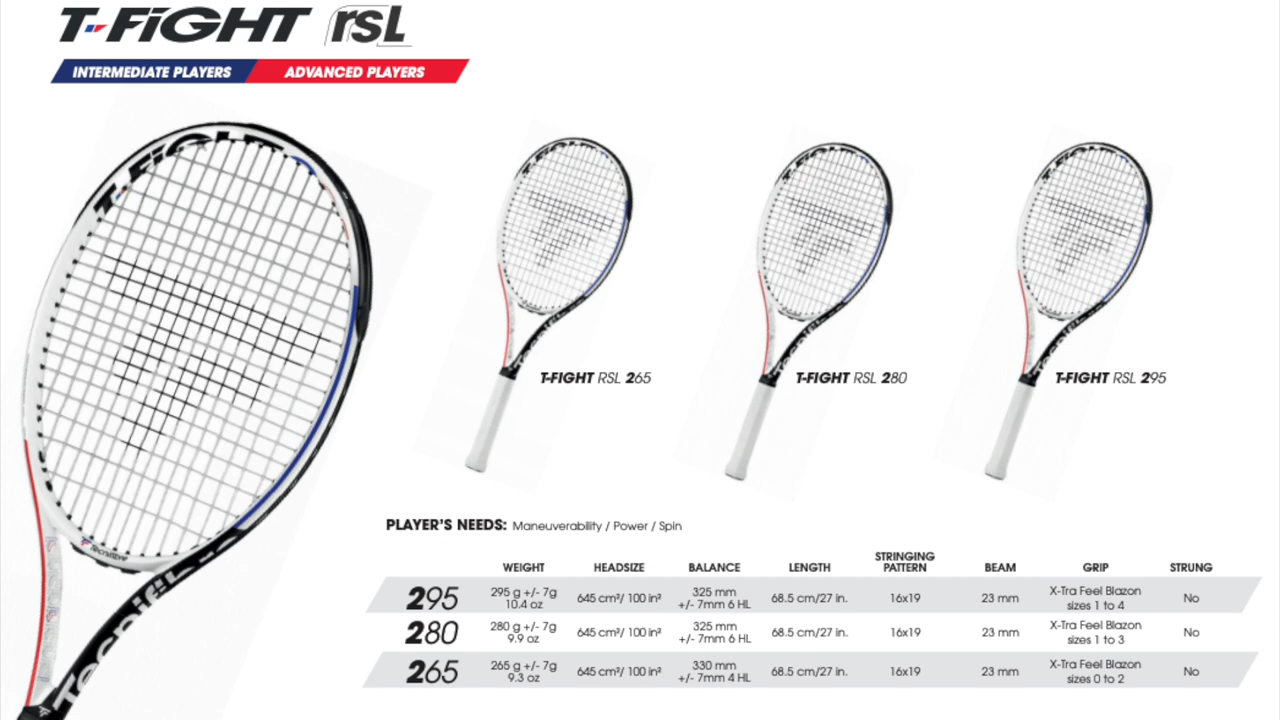 T-FiGHT rsL
INTERMEDIATE PLAYERS ADVANCED PLAYERS
T-FiGHT
Tecnifibre
Tecnifibre
T-FIGHT RSL 265
T-FIGHT RSL 280
T-FIGHT RSL 295
PLAYER'S NEEDS: Maneuverability / Power / Spin
WEIGHT HEADSIZE BALANCE LENGTH STRINGING PATTERN BEAM GRIP STRUNG
295 295 g +/- 7g 10.4 oz 645 cm²/ 100 in² 325 mm +/- 7mm 6 HL 68.5 cm/27 in. 16x19 23 mm X-Tra Feel Blazon sizes 1 to 4 No
280 280 g +/- 7g 9.9 oz 645 cm²/ 100 in² 325 mm +/- 7mm 6 HL 68.5 cm/27 in. 16x19 23 mm X-Tra Feel Blazon sizes 1 to 3 No
265 265 g +/- 7g 9.3 oz 645 cm²/ 100 in² 330 mm +/- 7mm 4 HL 68.5 cm/27 in. 16x19 23 mm X-Tra Feel Blazon sizes 0 to 2 No